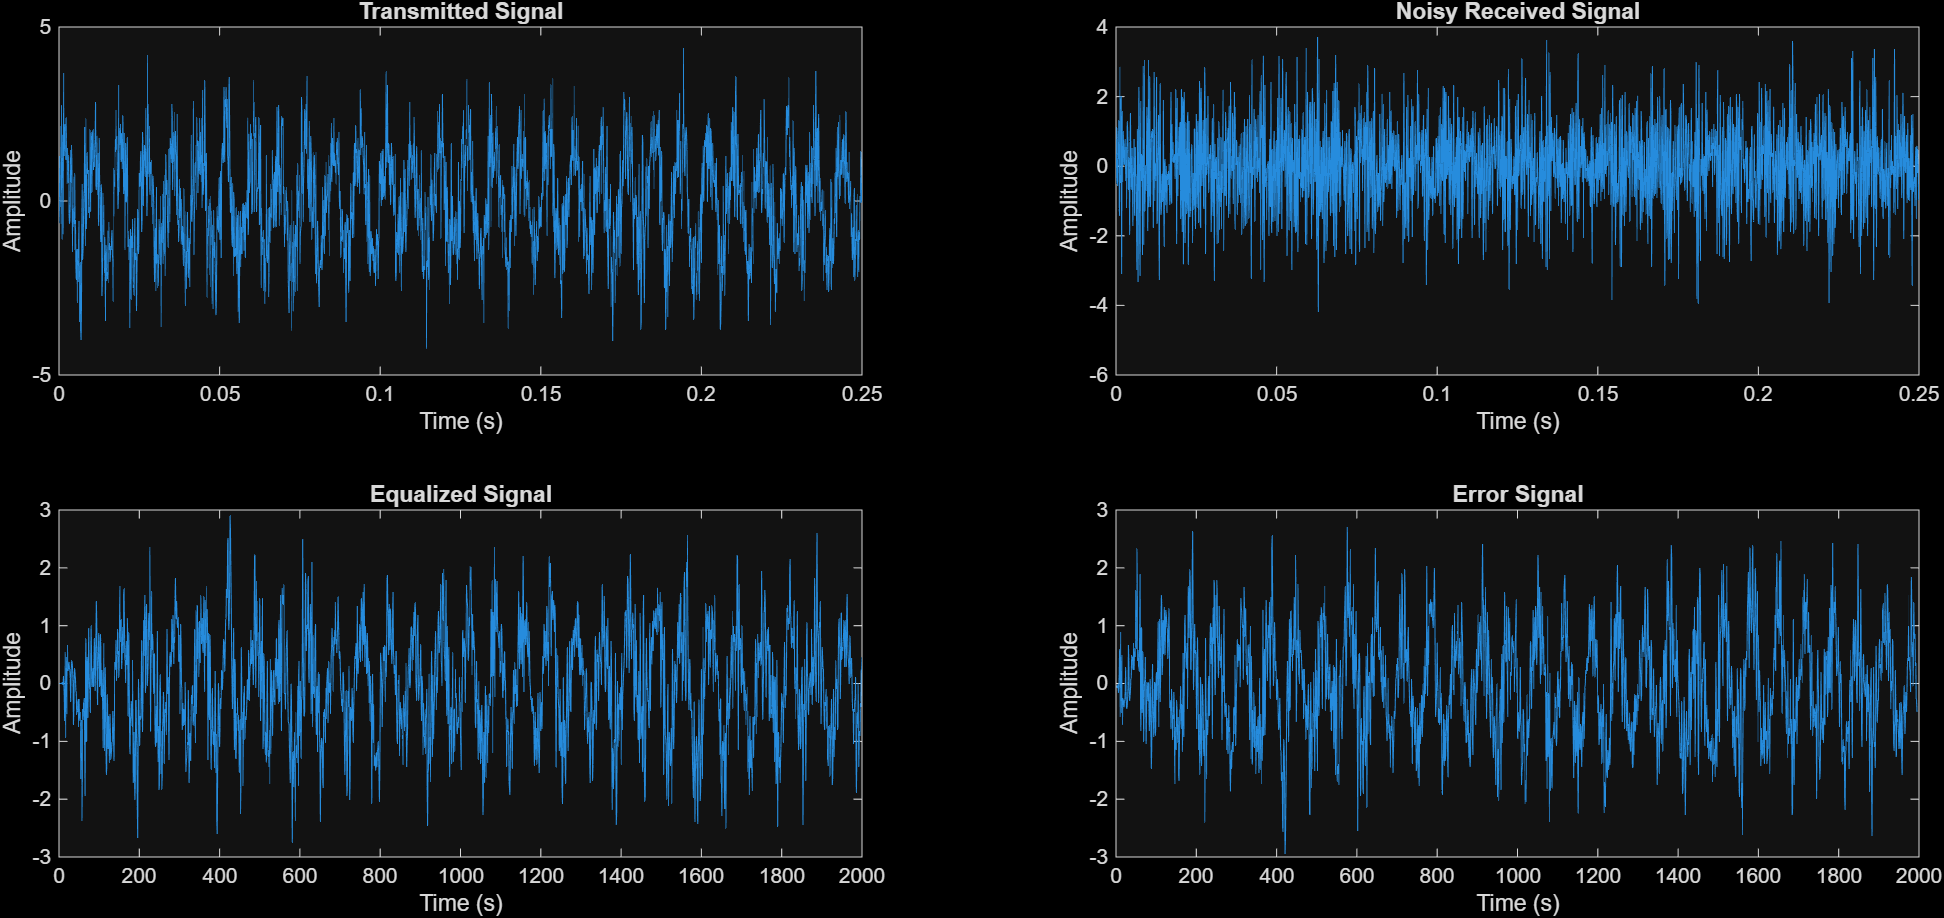 Transmitted Signal
5
0
-5
Amplitude
0 0.05 0.1 0.15 0.2 0.25
Time (s)
Noisy Received Signal
4
2
0
-2
-4
-6
Amplitude
0 0.05 0.1 0.15 0.2 0.25
Time (s)
Equalized Signal
3
2
1
0
-1
-2
-3
Amplitude
0 200 400 600 800 1000 1200 1400 1600 1800 2000
Time (s)
Error Signal
3
2
1
0
-1
-2
-3
Amplitude
0 200 400 600 800 1000 1200 1400 1600 1800 2000
Time (s)